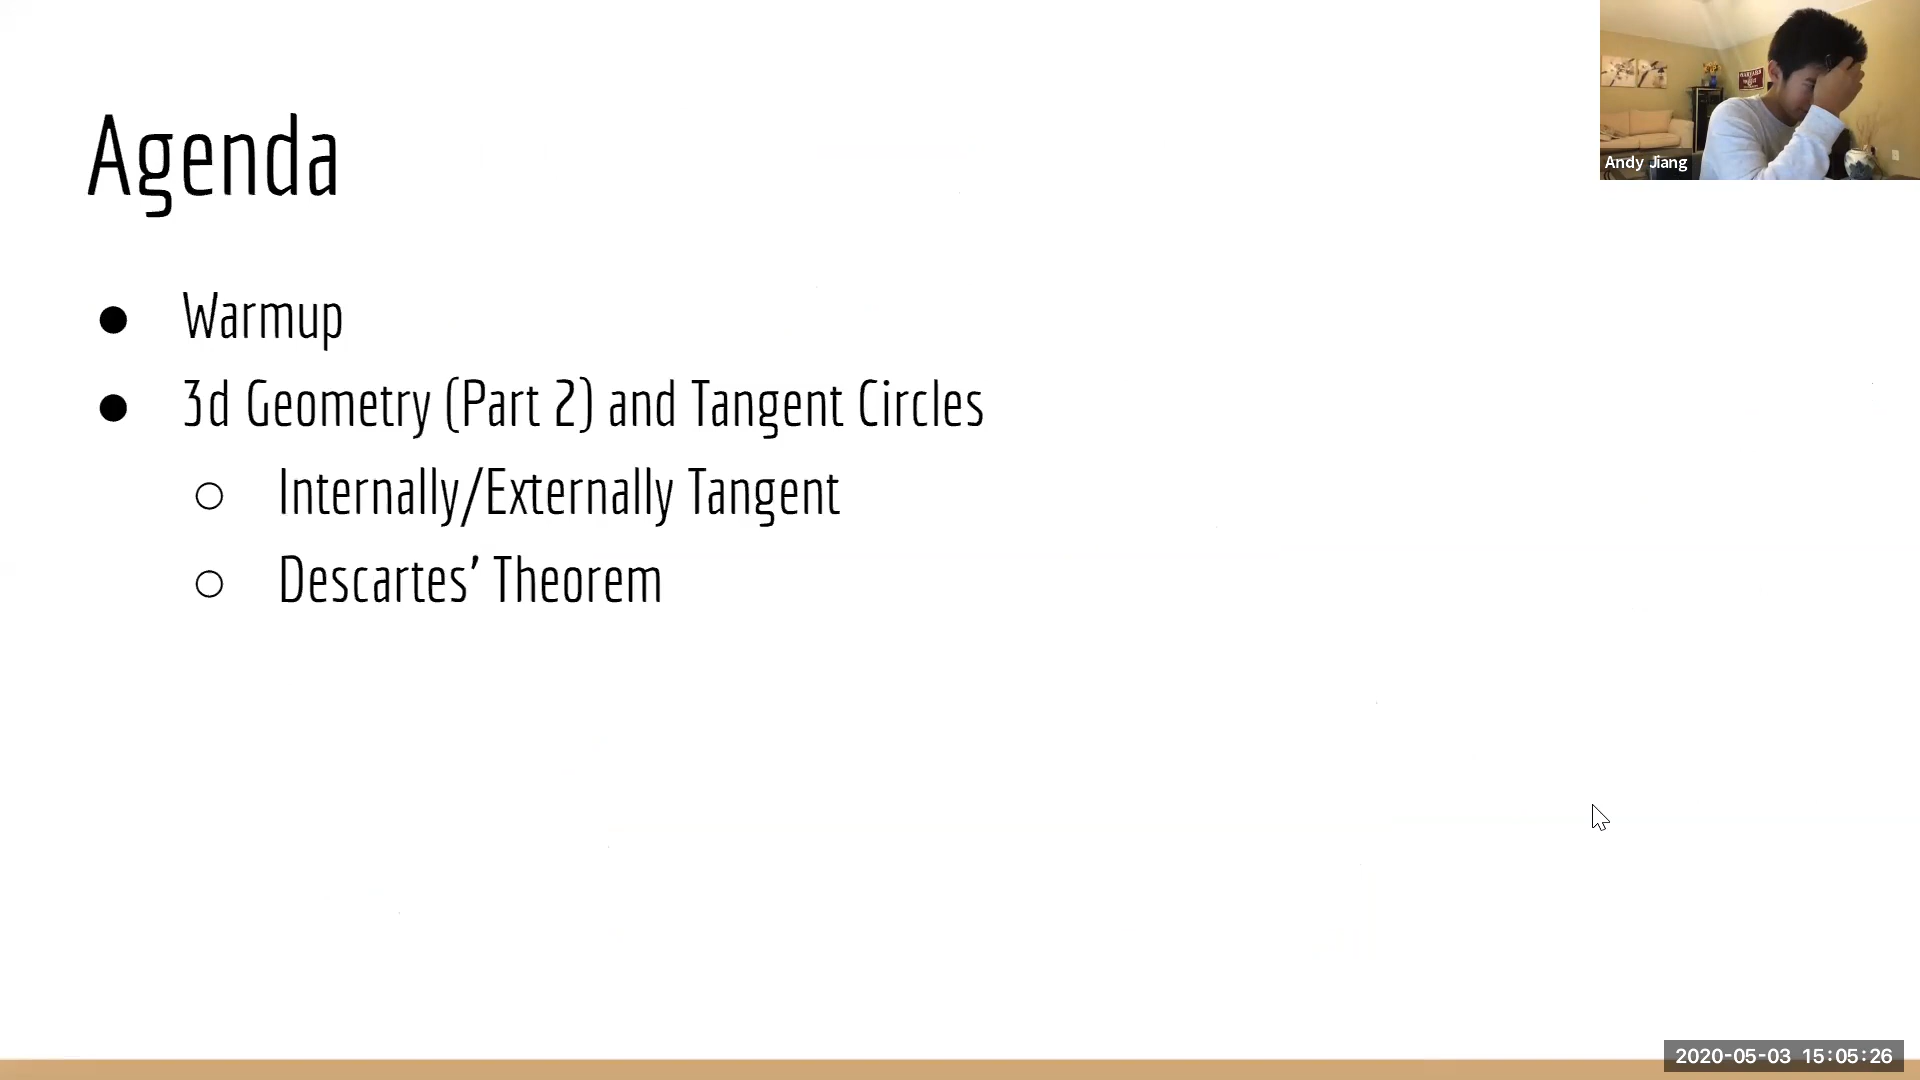 Agenda
Andy Jiang
● Warmup
● 3d Geometry (Part 2) and Tangent Circles
○ Internally/Externally Tangent
○ Descartes’ Theorem
2020-05-03 15:05:26